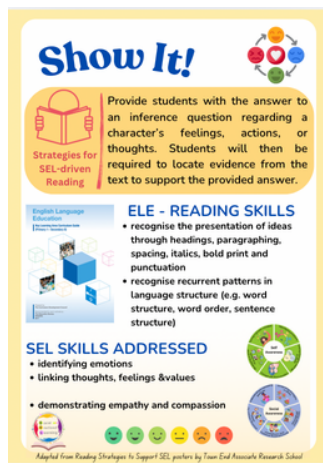 Show It!
Provide students with the answer to
an inference question regarding a
character's feelings, actions, or
thoughts. Students will then be
required to locate evidence from the
text to support the provided answer.
Strategies for
SEL-driven
Reading
English Language
Education
ELE - READING SKILLS
recognise the presentation of ideas
through headings, paragraphing,
spacing, italics, bold print and
punctuation
recognise recurrent patterns in
language structure (e.g. word
structure, word order, sentence
structure)
SEL SKILLS ADDRESSED
identifying emotions
linking thoughts, feelings &values
demonstrating empathy and compassion
Self
Awareness
Social
Awareness
Adapted from Reading Strategies to Support SEL posters by Town End Associate Research School